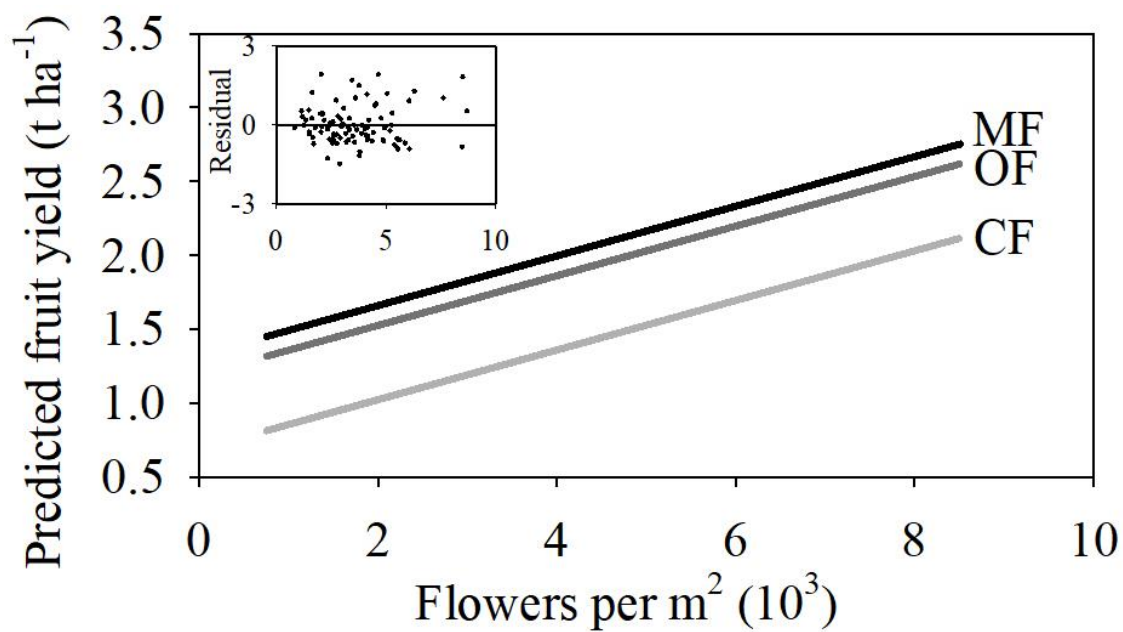 Predicted fruit yield (t ha⁻¹)
3.5
3.0
2.5
2.0
1.5
1.0
0.5
0 2 4 6 8 10
Flowers per m² (10³)
Residual
3
0
-3
0 5 10
MF
OF
CF